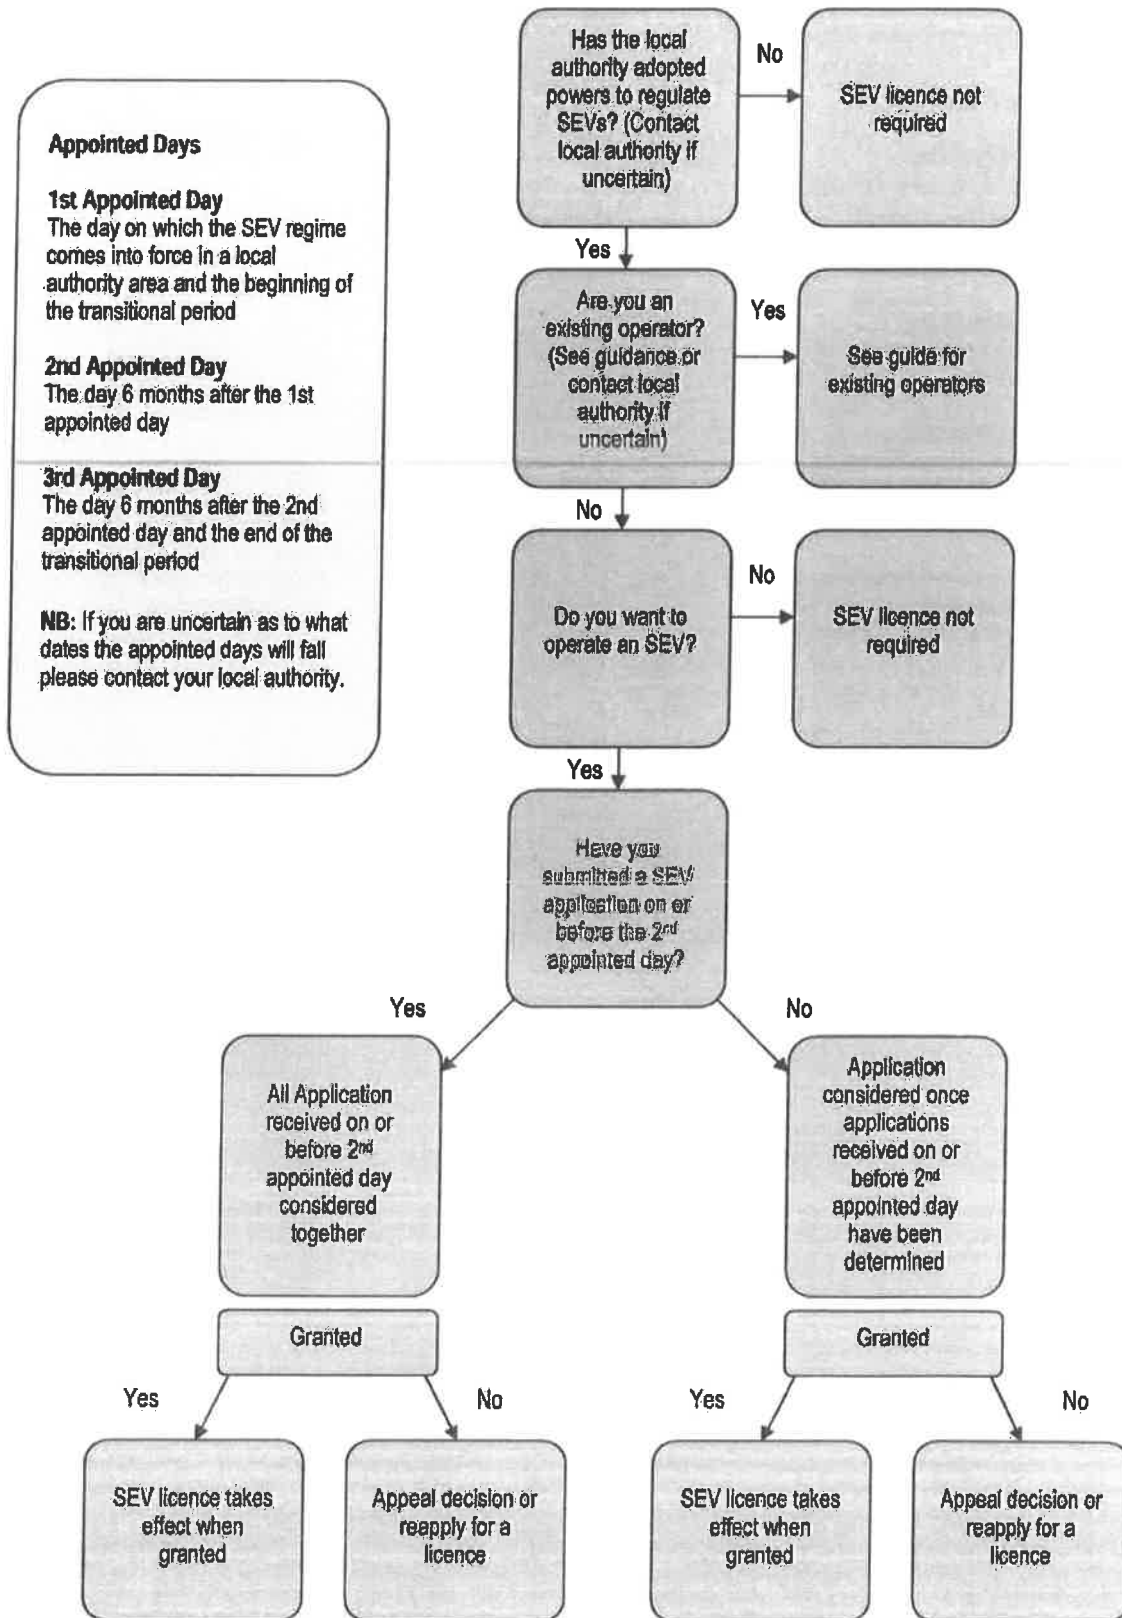 Appointed Days
1st Appointed Day
The day on which the SEV regime
comes into force in a local
authority area and the beginning of
the transitional period
2nd Appointed Day
The day 6 months after the 1st
appointed day
3rd Appointed Day
The day 6 months after the 2nd
appointed day and the end of the
transitional period
NB: If you are uncertain as to what
dates the appointed days will fall
please contact your local authority.
Has the local
authority adopted
powers to regulate
SEVs? (Contact
local authority if
uncertain)
No
SEV licence not
required
Yes
Are you an
existing operator?
(See guidance or
contact local
authority if
uncertain)
Yes
See guide for
existing operators
No
Do you want to
operate an SEV?
No
SEV licence not
required
Yes
Have you
submitted a SEV
application on or
before the 2nd
appointed day?
Yes
No
All Application
received on or
before 2nd
appointed day
considered
together
Application
considered once
applications
received on or
before 2nd
appointed day
have been
determined
Granted
Granted
Yes
No
Yes
No
SEV licence takes
effect when
granted
Appeal decision or
reapply for a
licence
SEV licence takes
effect when
granted
Appeal decision or
reapply for a
licence